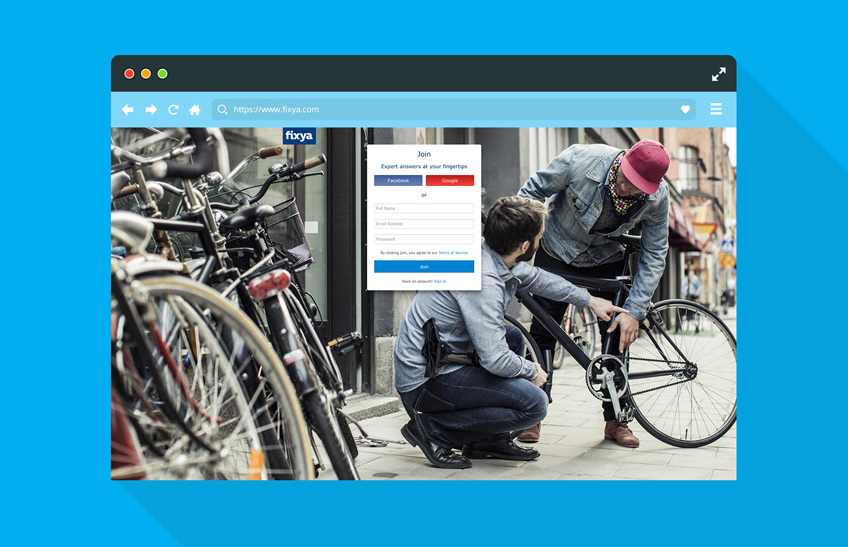 https://www.fixya.com
fixya
Join
Expert answers at your fingertips
Facebook
Google
or
Full Name
Email Address
Password
By clicking join, you agree to our Terms of Service
Join
Have an account? Sign In